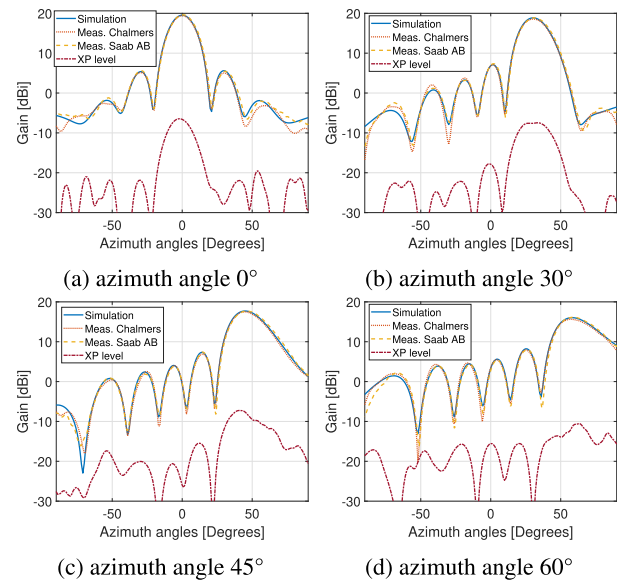 Simulation
Meas. Chalmers
Meas. Saab AB
XP level
20
10
0
-10
-20
-30
Gain [dBi]
-50
0
50
Azimuth angles [Degrees]
(a) azimuth angle 0°
Simulation
Meas. Chalmers
Meas. Saab AB
XP level
20
10
0
-10
-20
-30
Gain [dBi]
-50
0
50
Azimuth angles [Degrees]
(b) azimuth angle 30°
Simulation
Meas. Chalmers
Meas. Saab AB
XP level
20
10
0
-10
-20
-30
Gain [dBi]
-50
0
50
Azimuth angles [Degrees]
(c) azimuth angle 45°
Simulation
Meas. Chalmers
Meas. Saab AB
XP level
20
10
0
-10
-20
-30
Gain [dBi]
-50
0
50
Azimuth angles [Degrees]
(d) azimuth angle 60°